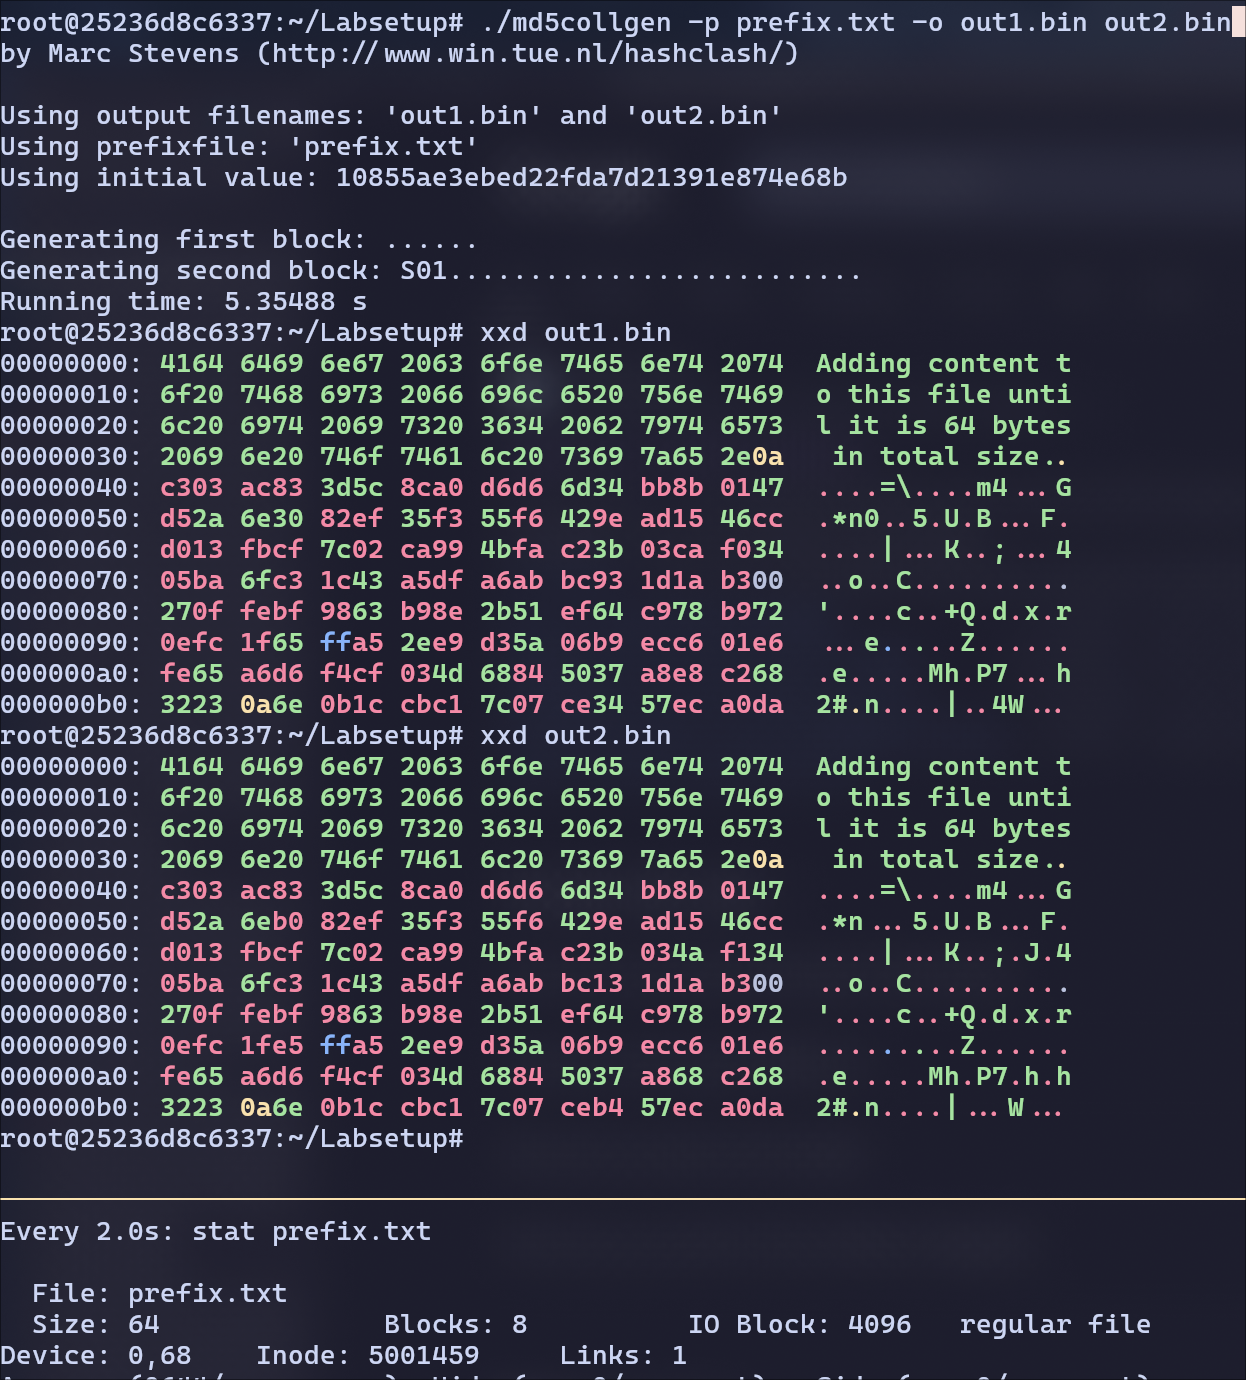 root@25236d8c6337:~/Labsetup# ./md5collgen -p prefix.txt -o out1.bin out2.bin
by Marc Stevens (http://www.win.tue.nl/hashclash/)
Using output filenames: 'out1.bin' and 'out2.bin'
Using prefixfile: 'prefix.txt'
Using initial value: 10855ae3ebed22fda7d21391e874e68b
Generating first block: ......
Generating second block: S01..........................
Running time: 5.35488 s
root@25236d8c6337:~/Labsetup# xxd out1.bin
00000000: 4164 6469 6e67 2063 6f6e 7465 6e74 2074  Adding content t
00000010: 6f20 7468 6973 2066 696c 6520 756e 7469  o this file unti
00000020: 6c20 6974 2069 7320 3634 2062 7974 6573  l it is 64 bytes
00000030: 2069 6e20 746f 7461 6c20 7369 7a65 2e0a   in total size..
00000040: c303 ac83 3d5c 8ca0 d6d6 6d34 bb8b 0147  ....=\....m4...G
00000050: d52a 6e30 82ef 35f3 55f6 429e ad15 46cc  .*n0..5.U.B...F.
00000060: d013 fbcf 7c02 ca99 4bfa c23b 03ca f034  ....|...K..;...4
00000070: 05ba 6fc3 1c43 a5df a6ab bc93 1d1a b300  ..o..C..........
00000080: 270f febf 9863 b98e 2b51 ef64 c978 b972  '....c..+Q.d.x.r
00000090: 0efc 1f65 ffa5 2ee9 d35a 06b9 ecc6 01e6  ...e.....Z......
000000a0: fe65 a6d6 f4cf 034d 6884 5037 a8e8 c268  .e.....Mh.P7...h
000000b0: 3223 0a6e 0b1c cbc1 7c07 ce34 57ec a0da  2#.n....|..4W...
root@25236d8c6337:~/Labsetup# xxd out2.bin
00000000: 4164 6469 6e67 2063 6f6e 7465 6e74 2074  Adding content t
00000010: 6f20 7468 6973 2066 696c 6520 756e 7469  o this file unti
00000020: 6c20 6974 2069 7320 3634 2062 7974 6573  l it is 64 bytes
00000030: 2069 6e20 746f 7461 6c20 7369 7a65 2e0a   in total size..
00000040: c303 ac83 3d5c 8ca0 d6d6 6d34 bb8b 0147  ....=\....m4...G
00000050: d52a 6eb0 82ef 35f3 55f6 429e ad15 46cc  .*n...5.U.B...F.
00000060: d013 fbcf 7c02 ca99 4bfa c23b 034a f134  ....|...K..;.J.4
00000070: 05ba 6fc3 1c43 a5df a6ab bc13 1d1a b300  ..o..C..........
00000080: 270f febf 9863 b98e 2b51 ef64 c978 b972  '....c..+Q.d.x.r
00000090: 0efc 1fe5 ffa5 2ee9 d35a 06b9 ecc6 01e6  .........Z......
000000a0: fe65 a6d6 f4cf 034d 6884 5037 a868 c268  .e.....Mh.P7.h.h
000000b0: 3223 0a6e 0b1c cbc1 7c07 ceb4 57ec a0da  2#.n....|...W...
root@25236d8c6337:~/Labsetup#
Every 2.0s: stat prefix.txt
File: prefix.txt
Size: 64 Blocks: 8 IO Block: 4096 regular file
Device: 0,68 Inode: 5001459 Links: 1